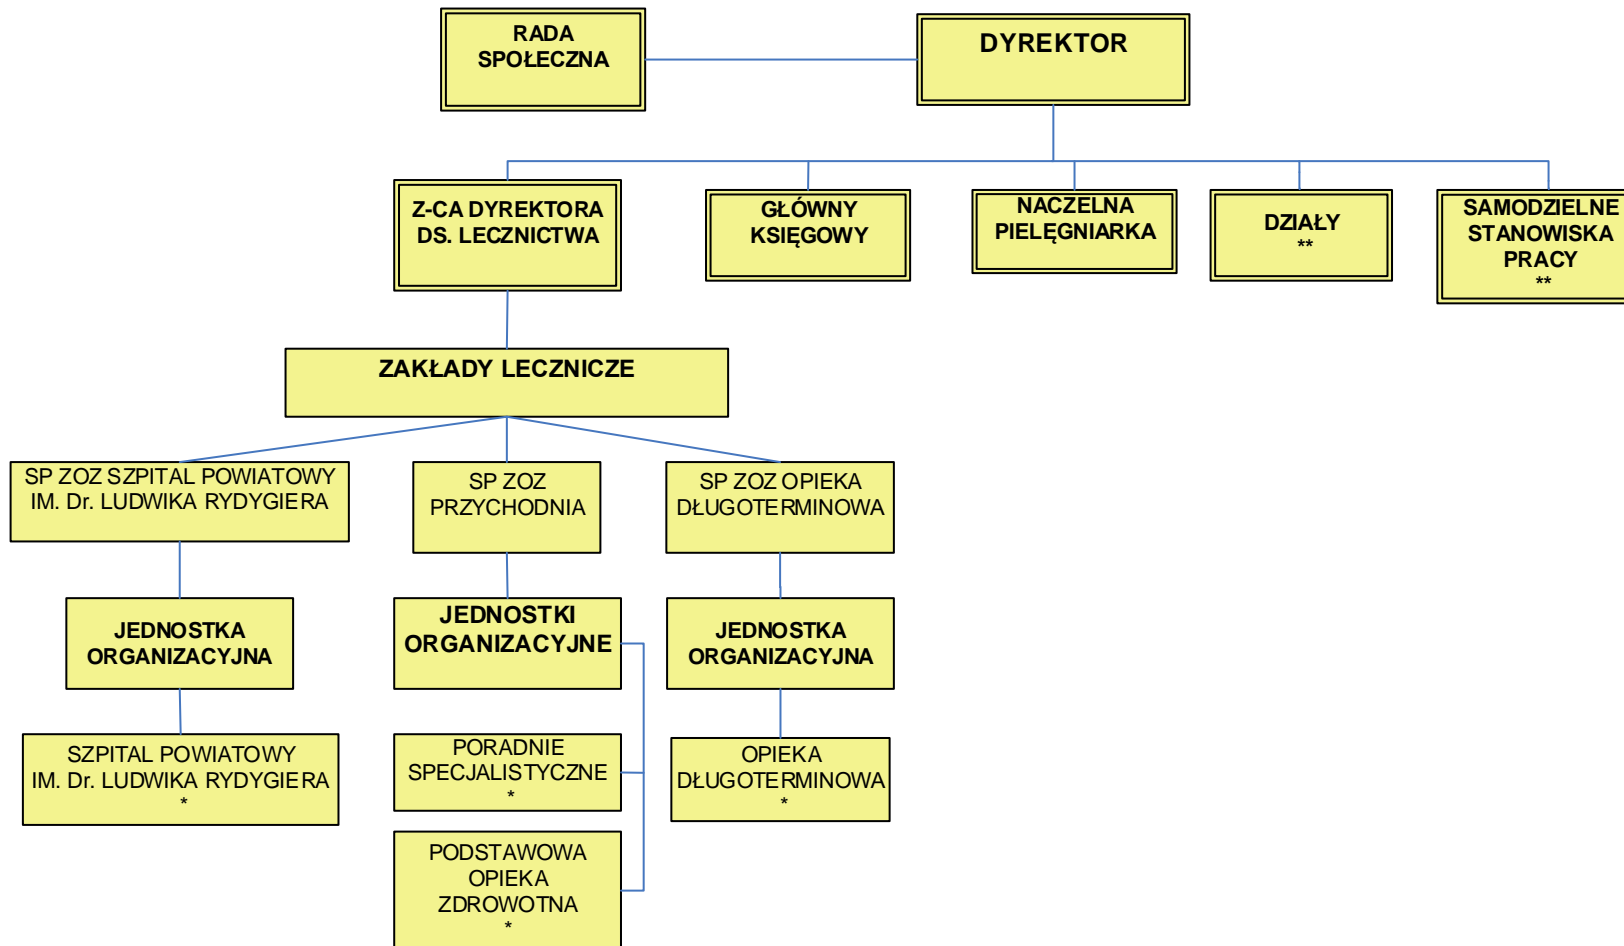 RADA
SPOŁECZNA
DYREKTOR
Z-CA DYREKTORA
DS. LECZNICTWA
GŁÓWNY
KSIĘGOWY
NACZELNA
PIELĘGNIARKA
DZIAŁY
**
SAMODZIELNE
STANOWISKA
PRACY
**
ZAKŁADY LECZNICZE
SP ZOZ SZPITAL POWIATOWY
IM. Dr. LUDWIKA RYDYGIERA
SP ZOZ
PRZYCHODNIA
SP ZOZ OPIEKA
DŁUGOTERMINOWA
JEDNOSTKA
ORGANIZACYJNA
JEDNOSTKI
ORGANIZACYJNE
JEDNOSTKA
ORGANIZACYJNA
SZPITAL POWIATOWY
IM. Dr. LUDWIKA RYDYGIERA
*
PORADNIE
SPECJALISTYCZNE
*
OPIEKA
DŁUGOTERMINOWA
*
PODSTAWOWA
OPIEKA
ZDROWOTNA
*